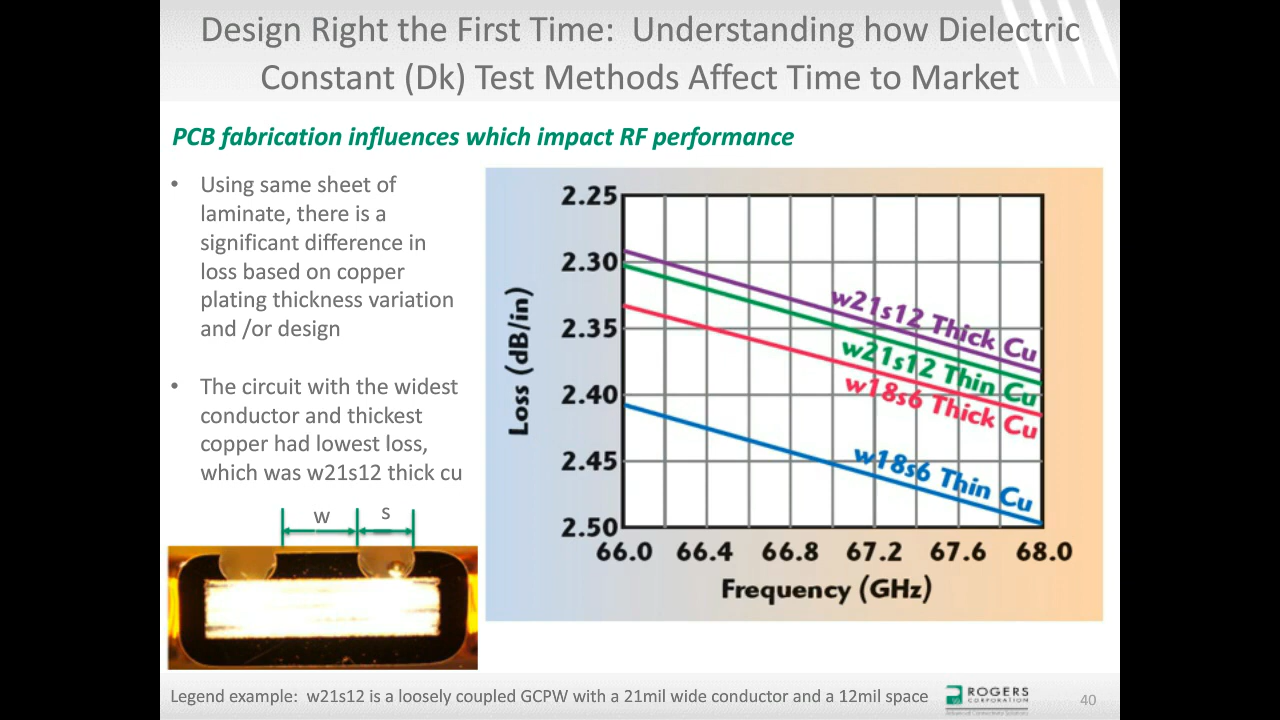 Design Right the First Time: Understanding how Dielectric
Constant (Dk) Test Methods Affect Time to Market
PCB fabrication influences which impact RF performance
• Using same sheet of
laminate, there is a
significant difference in
loss based on copper
plating thickness variation
and /or design
• The circuit with the widest
conductor and thickest
copper had lowest loss,
which was w21s12 thick cu
w
s
Loss (dB/in)
2.25
2.30
2.35
2.40
2.45
2.50
w21s12 Thick Cu
w21s12 Thin Cu
w18s6 Thick Cu
w18s6 Thin Cu
66.0 66.4 66.8 67.2 67.6 68.0
Frequency (GHz)
Legend example: w21s12 is a loosely coupled GCPW with a 21mil wide conductor and a 12mil space
ROGERS
CORPORATION
Advanced Connectivity Solutions
40